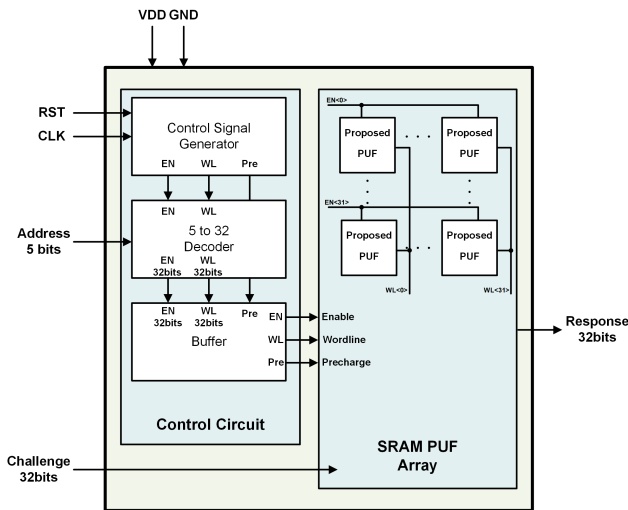 VDD GND
RST
CLK
Control Signal
Generator
EN WL Pre
EN WL
5 to 32
Decoder
EN WL
32bits 32bits
Address
5 bits
EN WL Pre
32bits 32bits
Buffer
EN
WL
Pre
Control Circuit
EN<0>
Proposed
PUF
Proposed
PUF
EN<31>
Proposed
PUF
Proposed
PUF
WL<0>
WL<31>
Enable
Wordline
Precharge
SRAM PUF
Array
Response
32bits
Challenge
32bits